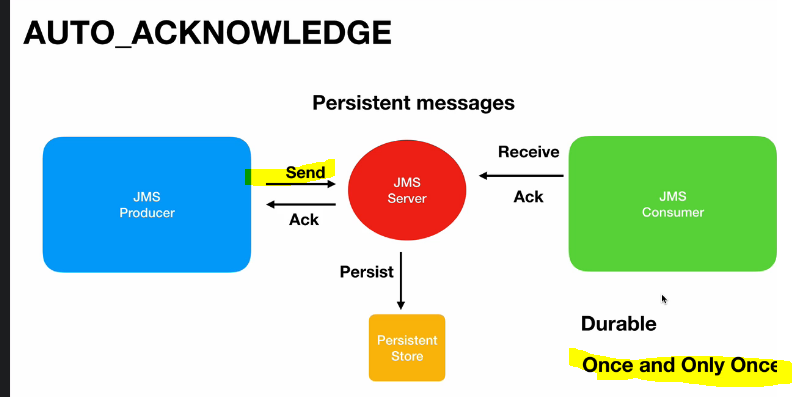 AUTO_ACKNOWLEDGE
Persistent messages
JMS
Producer
Send
Ack
JMS
Server
Receive
Ack
JMS
Consumer
Persist
Persistent
Store
Durable
Once and Only Once